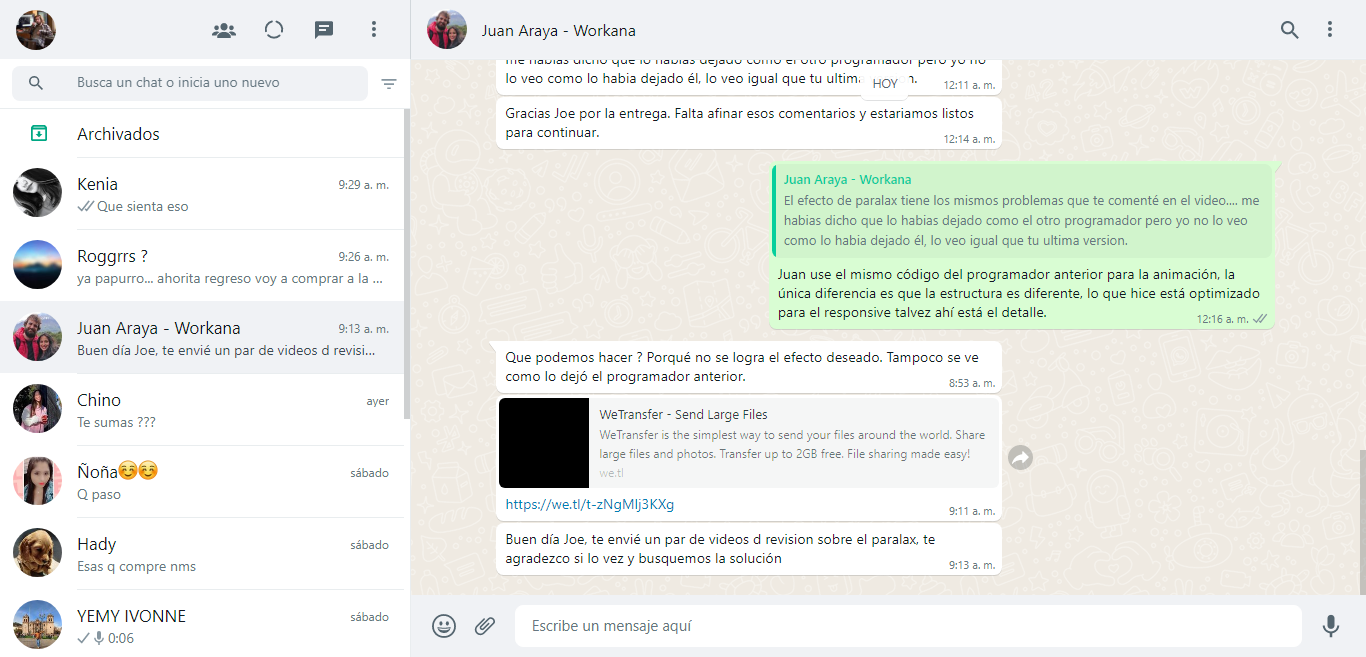 Busca un chat o inicia uno nuevo
Archivados
Kenia
9:29 a. m.
Que sienta eso
Roggrrs ?
9:26 a. m.
ya papurro... ahorita regreso voy a comprar a la ...
Juan Araya - Workana
9:13 a. m.
Buen día Joe, te envié un par de videos d revisi...
Chino
ayer
Te sumas ???
Ñoña😊😊
sábado
Q paso
Hady
sábado
Esas q compre nms
YEMY IVONNE
sábado
0:06
Juan Araya - Workana
me habias dicho que lo habias dejado como el otro programador pero yo no
lo veo como lo habia dejado él, lo veo igual que tu ultima
12:11 a. m.
HOY
Gracias Joe por la entrega. Falta afinar esos comentarios y estariamos listos
para continuar.
12:14 a. m.
Juan Araya - Workana
El efecto de paralax tiene los mismos problemas que te comenté en el video.... me
habias dicho que lo habias dejado como el otro programador pero yo no lo veo
como lo habia dejado él, lo veo igual que tu ultima version.
Juan use el mismo código del programador anterior para la animación, la
única diferencia es que la estructura es diferente, lo que hice está optimizado
para el responsive talvez ahí está el detalle.
12:16 a. m.
Que podemos hacer ? Porqué no se logra el efecto deseado. Tampoco se ve
como lo dejó el programador anterior.
8:53 a. m.
WeTransfer - Send Large Files
WeTransfer is the simplest way to send your files around the world. Share
large files and photos. Transfer up to 2GB free. File sharing made easy!
we.tl
https://we.tl/t-zNgMIj3KXg
9:11 a. m.
Buen día Joe, te envié un par de videos d revision sobre el paralax, te
agradezco si lo vez y busquemos la solución
9:13 a. m.
Escribe un mensaje aquí